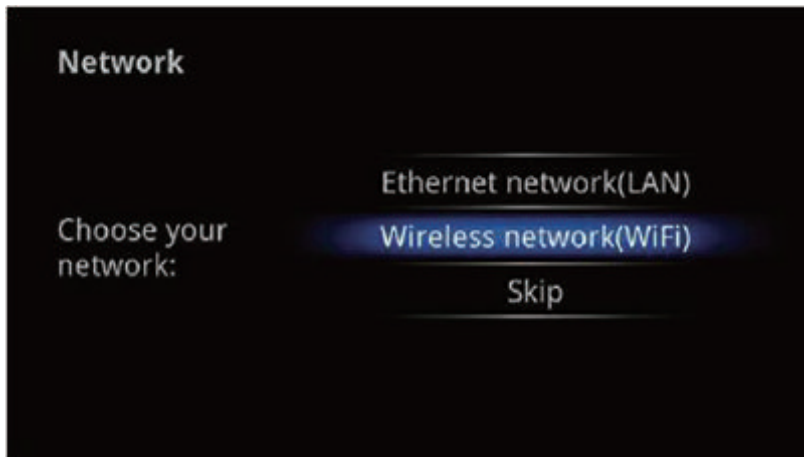 Network
Ethernet network(LAN)
Choose your
network:
Wireless network(WiFi)
Skip